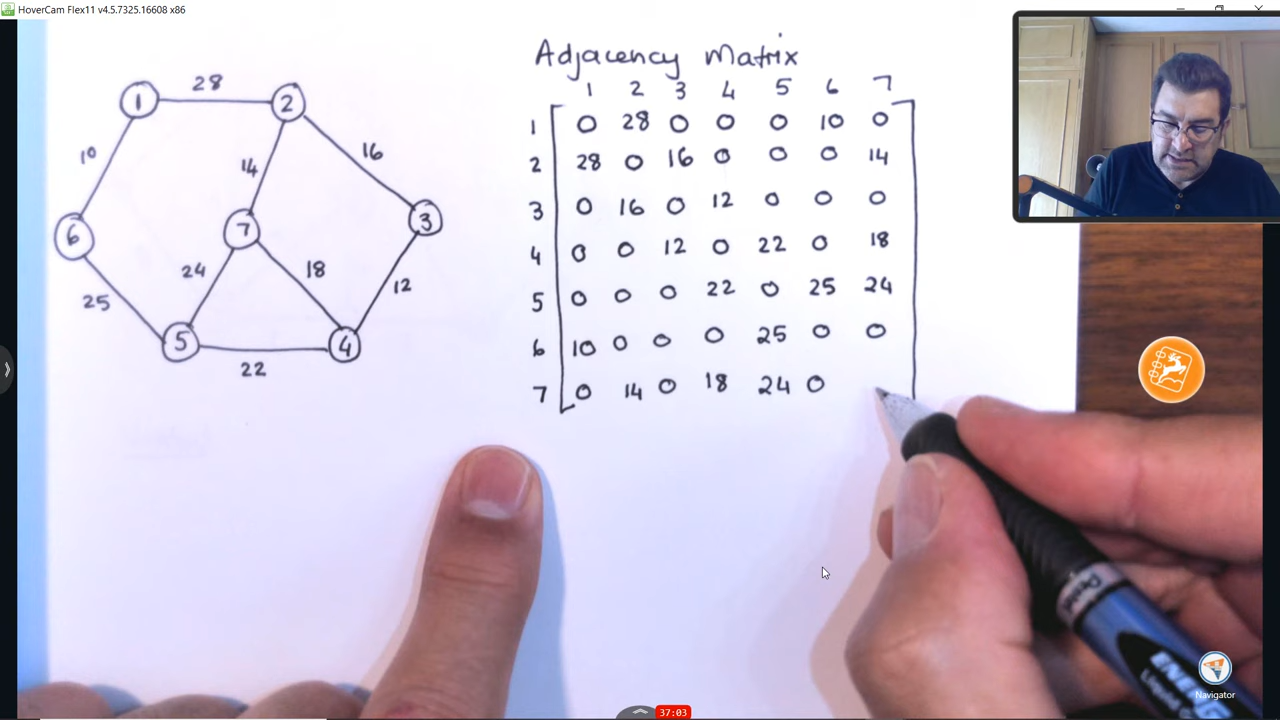 HoverCam Flex11 v4.5.7325.16608 x86
Adjacency Matrix
1 2 3 4 5 6 7
1 0 28 0 0 0 10 0
2 28 0 16 0 0 0 14
3 0 16 0 12 0 0 0
4 0 0 12 0 22 0 18
5 0 0 0 22 0 25 24
6 10 0 0 0 25 0 0
7 0 14 0 18 24 0
28
1 2
10 14 16
6 7 3
25 24 18 12
5 4
22
Navigator
37:03